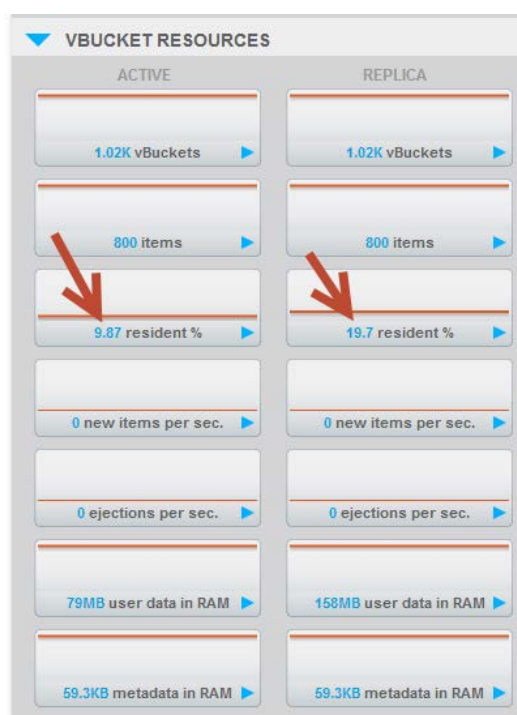 VBUCKET RESOURCES
ACTIVE REPLICA
1.02K vBuckets 1.02K vBuckets
800 items 800 items
9.87 resident % 19.7 resident %
0 new items per sec. 0 new items per sec.
0 ejections per sec. 0 ejections per sec.
79MB user data in RAM 158MB user data in RAM
59.3KB metadata in RAM 59.3KB metadata in RAM